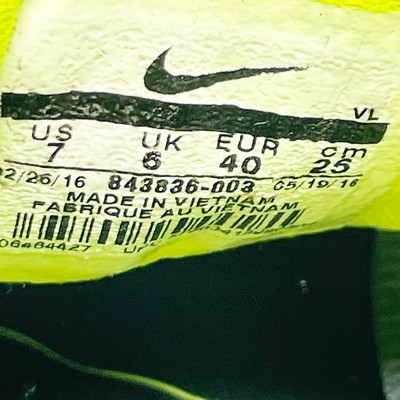 VL
US UK EUR cm
7 6 40 25
02/26/16 843836-003 05/19/16
MADE IN VIETNAM
FABRIQUE AU VIETNAM